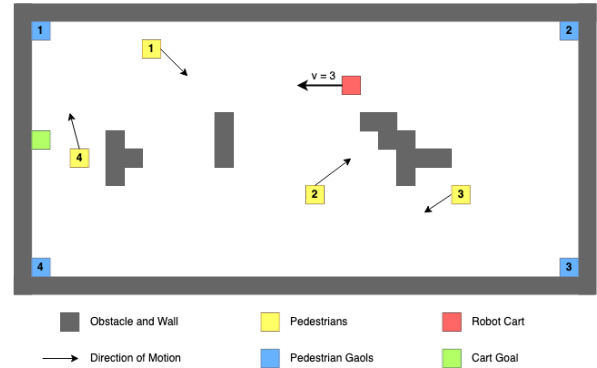 1
2
1
v = 3
4
2
3
4
3
Obstacle and Wall
Pedestrians
Robot Cart
Direction of Motion
Pedestrian Gaols
Cart Goal